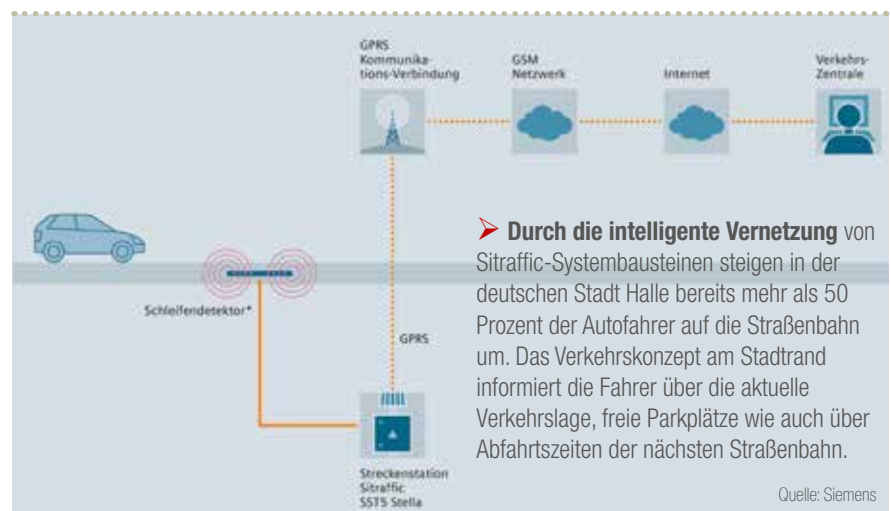 GPRS
Kommunika-
tions-Verbindung
GSM
Netzwerk
Internet
Verkehrs-
Zentrale
Schleifendetektor*
GPRS
Streckenstation
Sitraffic
SST5 Stella
➤ Durch die intelligente Vernetzung von
Sitraffic-Systembausteinen steigen in der
deutschen Stadt Halle bereits mehr als 50
Prozent der Autofahrer auf die Straßenbahn
um. Das Verkehrskonzept am Stadtrand
informiert die Fahrer über die aktuelle
Verkehrslage, freie Parkplätze wie auch über
Abfahrtszeiten der nächsten Straßenbahn.
Quelle: Siemens